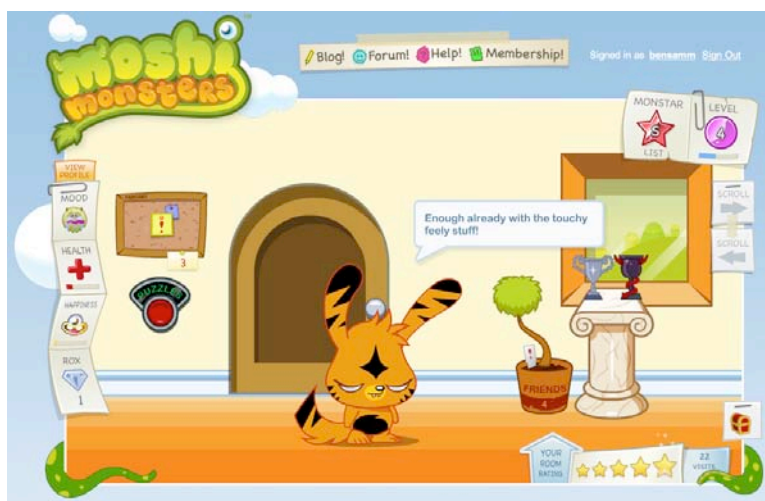 moshi
monsters
Blog! Forum! Help! Membership!
Signed in as bensamm Sign Out
MONSTAR
LIST
LEVEL
4
VIEW
PROFILE
MOOD
HEALTH
HAPPINESS
ROX
1
3
PUZZLES
Enough already with the touchy
feely stuff!
SCROLL
SCROLL
FRIENDS
4
YOUR
ROOM
RATING
22
VISITS